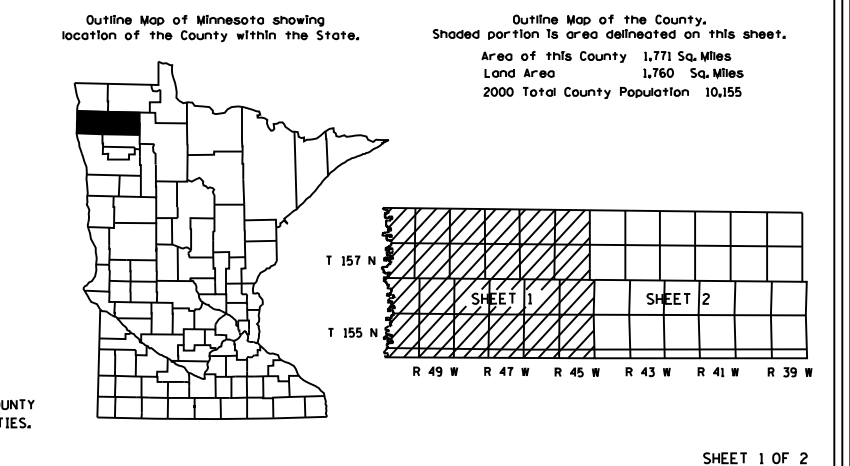 Outline Map of Minnesota showing
location of the County within the State.
Outline Map of the County.
Shaded portion is area delineated on this sheet.
Area of this County 1,771 Sq. Miles
Land Area 1,760 Sq. Miles
2000 Total County Population 10,155
T 157 N
SHEET 1 SHEET 2
T 155 N
R 49 W R 47 W R 45 W R 43 W R 41 W R 39 W
OUNTY
TIES.
SHEET 1 OF 2